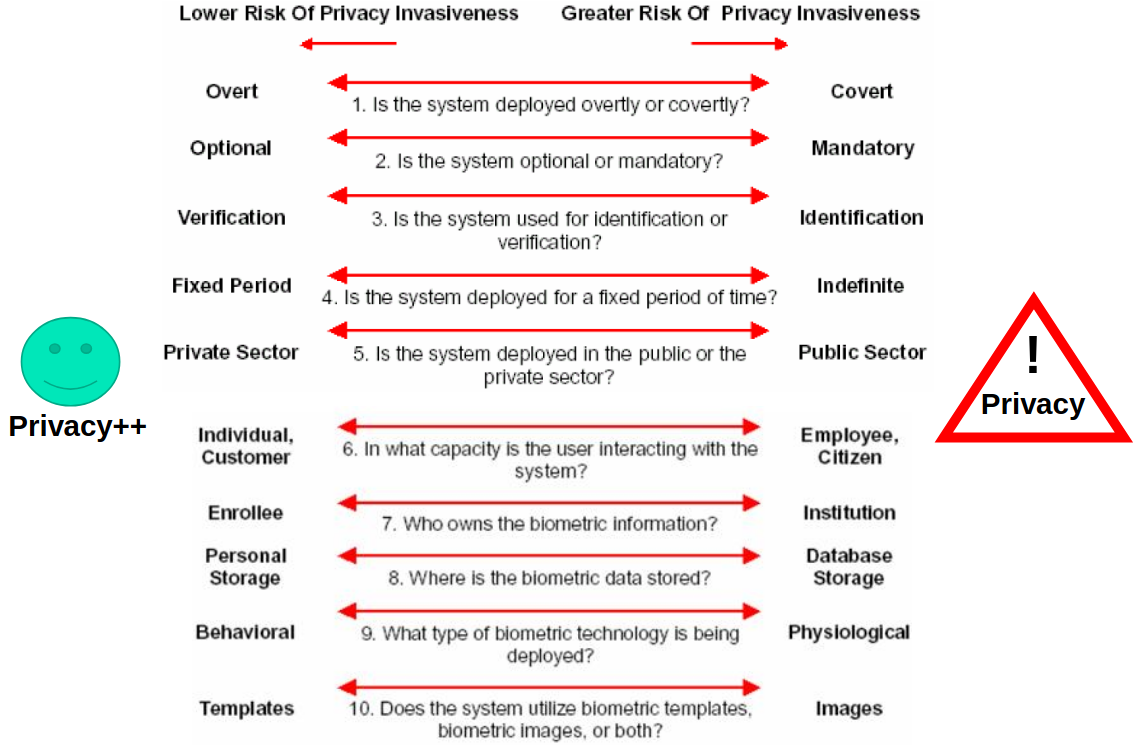 Lower Risk Of Privacy Invasiveness
Greater Risk Of Privacy Invasiveness
Overt
1. Is the system deployed overtly or covertly?
Covert
Optional
2. Is the system optional or mandatory?
Mandatory
Verification
3. Is the system used for identification or
verification?
Identification
Fixed Period
4. Is the system deployed for a fixed period of time?
Indefinite
Private Sector
5. Is the system deployed in the public or the
private sector?
Public Sector
!
Privacy
Privacy++
Individual,
Customer
6. In what capacity is the user interacting with the
system?
Employee,
Citizen
Enrollee
7. Who owns the biometric information?
Institution
Personal
Storage
8. Where is the biometric data stored?
Database
Storage
Behavioral
9. What type of biometric technology is being
deployed?
Physiological
Templates
10. Does the system utilize biometric templates,
biometric images, or both?
Images